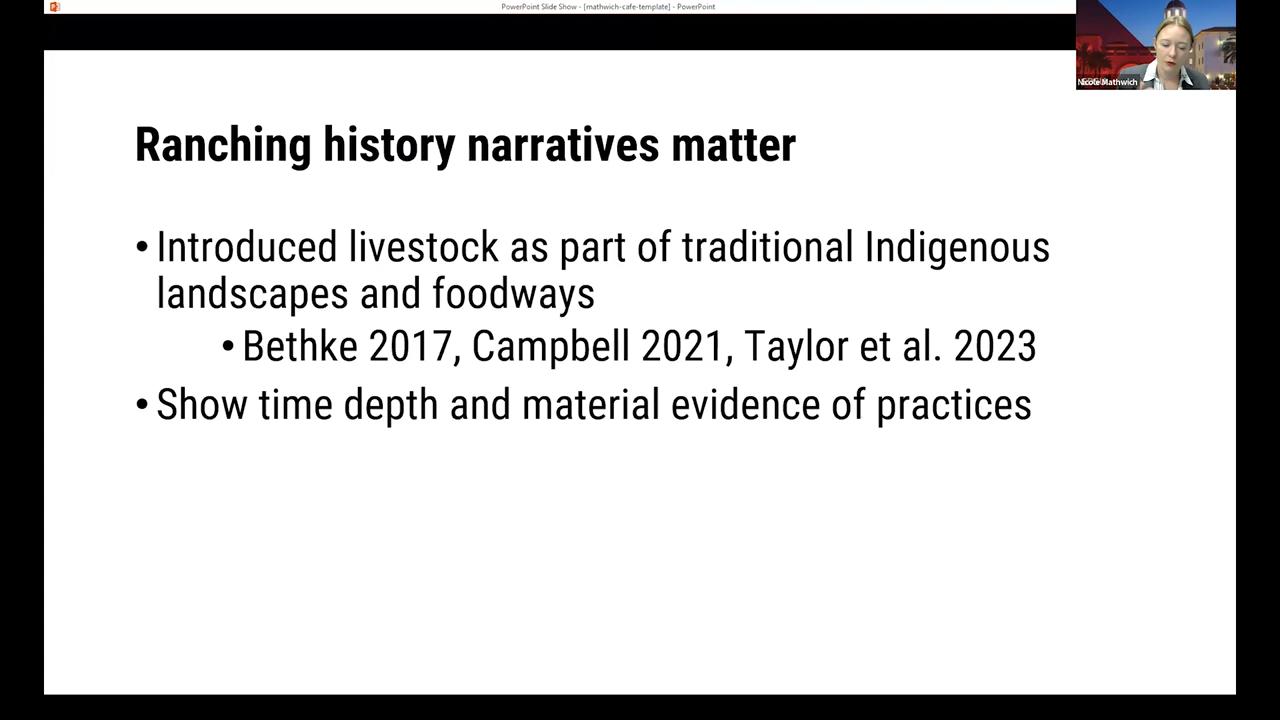 PowerPoint Slide Show - [mathwich-cafe-template] - PowerPoint
Nicole Mathwich
Ranching history narratives matter
• Introduced livestock as part of traditional Indigenous
landscapes and foodways
• Bethke 2017, Campbell 2021, Taylor et al. 2023
• Show time depth and material evidence of practices